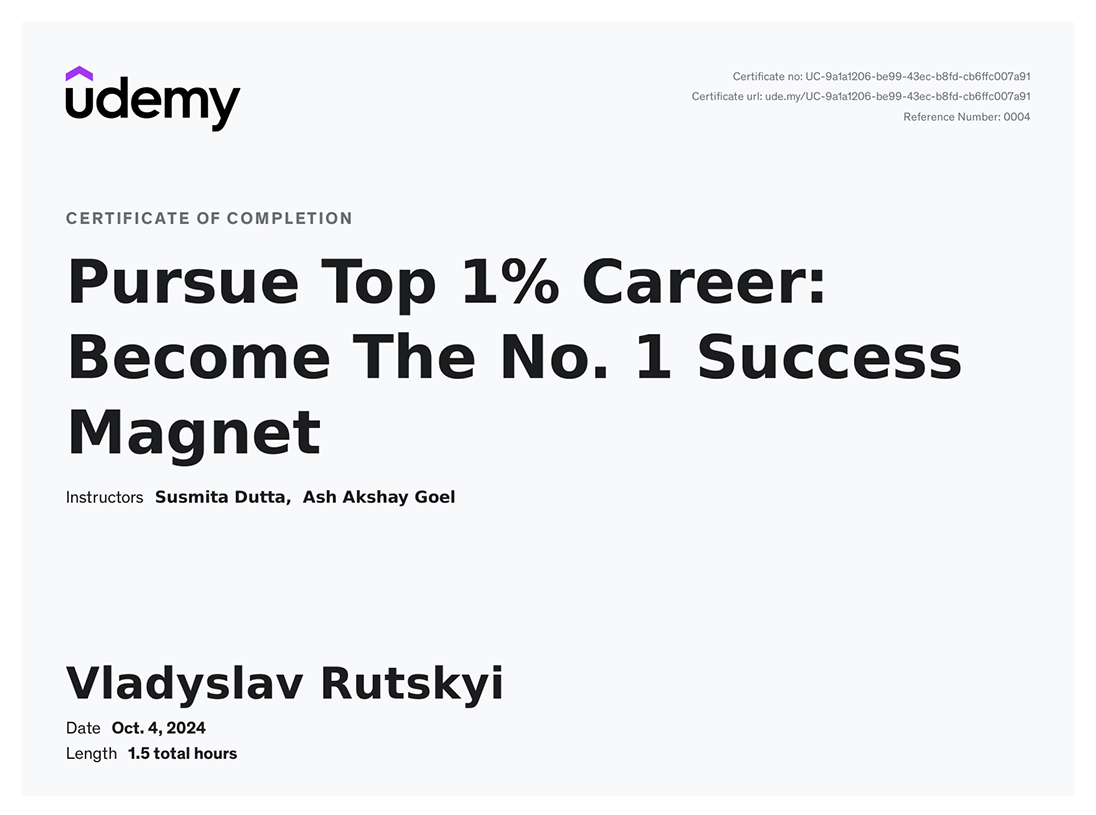 udemy
Certificate no: UC-9a1a1206-be99-43ec-b8fd-cb6ffc007a91
Certificate url: ude.my/UC-9a1a1206-be99-43ec-b8fd-cb6ffc007a91
Reference Number: 0004
CERTIFICATE OF COMPLETION
Pursue Top 1% Career:
Become The No. 1 Success
Magnet
Instructors Susmita Dutta, Ash Akshay Goel
Vladyslav Rutskyi
Date Oct. 4, 2024
Length 1.5 total hours